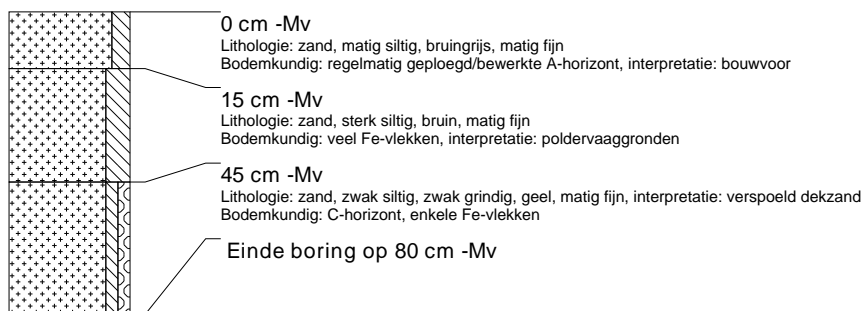 0 cm -Mv
Lithologie: zand, matig siltig, bruingrijs, matig fijn
Bodemkundig: regelmatig geploegd/bewerkte A-horizont, interpretatie: bouwvoor
15 cm -Mv
Lithologie: zand, sterk siltig, bruin, matig fijn
Bodemkundig: veel Fe-vlekken, interpretatie: poldervaaggronden
45 cm -Mv
Lithologie: zand, zwak siltig, zwak grindig, geel, matig fijn, interpretatie: verspoeld dekzand
Bodemkundig: C-horizont, enkele Fe-vlekken
Einde boring op 80 cm -Mv